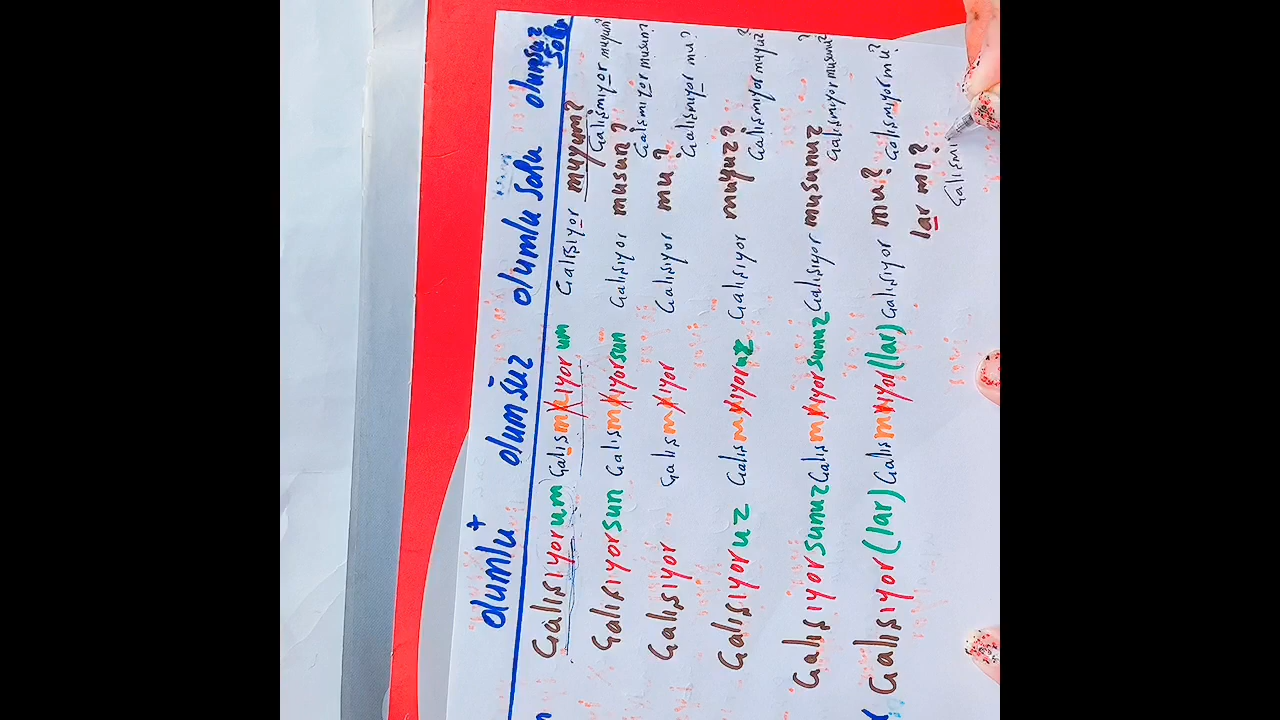 olumlu + olumsuz olumlu soru olumsuz soru
Çalışıyorum Çalışmıyorum Çalışıyor muyum? Çalışmıyor muyum?
Çalışıyorsun Çalışmıyorsun Çalışıyor musun? Çalışmıyor musun?
Çalışıyor Çalışmıyor Çalışıyor mu? Çalışmıyor mu?
Çalışıyoruz Çalışmıyoruz Çalışıyor muyuz? Çalışmıyor muyuz?
Çalışıyorsunuz Çalışmıyorsunuz Çalışıyor musunuz Çalışmıyor musunuz?
Çalışıyor(lar) Çalışmıyor(lar) Çalışıyor mu? Çalışmıyor mu?
lar mı? Çalışmı